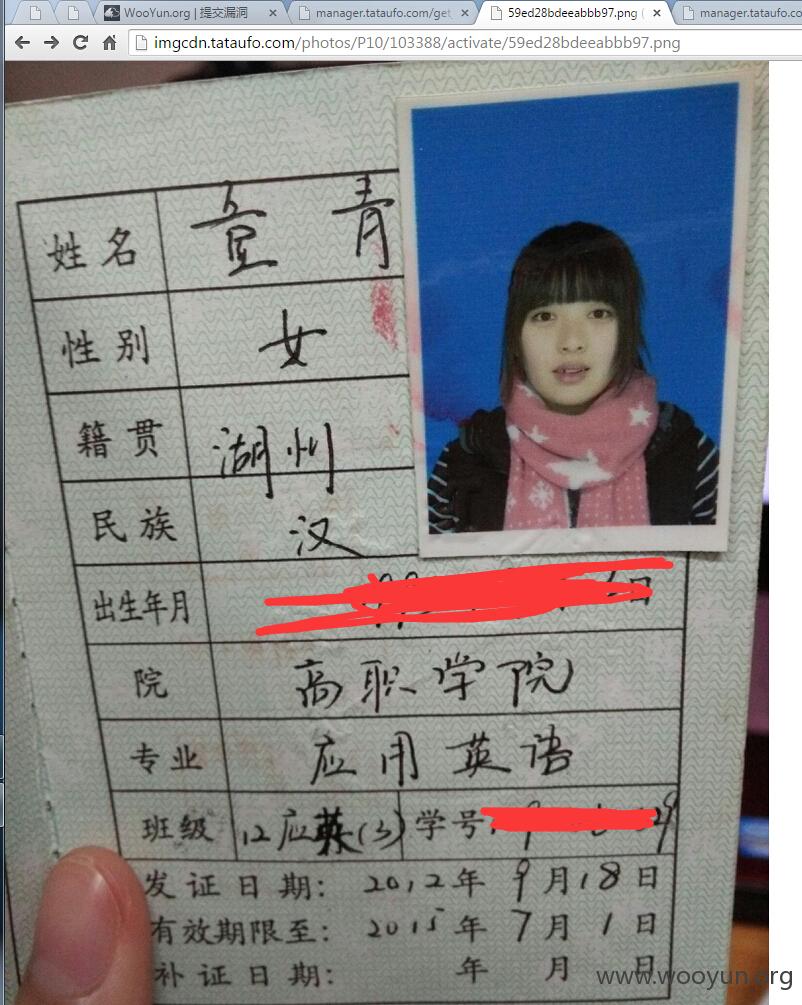 WooYun.org | 提交漏洞
manager.tataufo.com/get
59ed28bdeeabbb97.png (
manager.tataufo
imgcdn.tataufo.com/photos/P10/103388/activate/59ed28bdeeabbb97.png
姓名 童青
性别 女
籍贯 湖州
民族 汉
出生年月 日
院 高职学院
专业 应用英语
班级 12应英(3) 学号
发证日期: 2012年9月18日
有效期限至: 2015年7月1日
补证日期: 年 月 日
www.wooyun.org